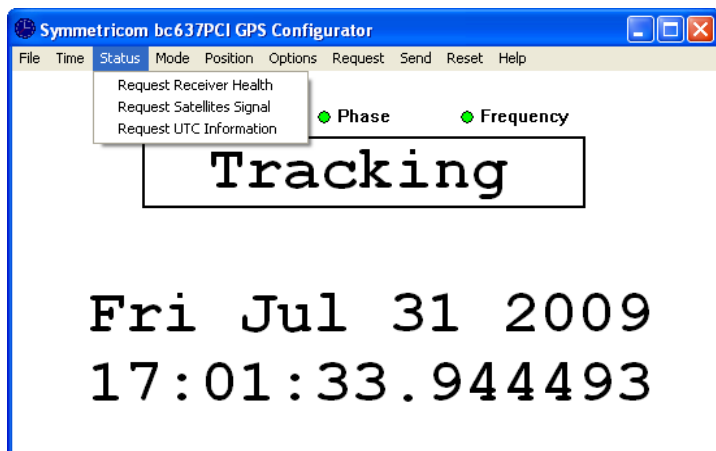 Symmetricom bc637PCI GPS Configurator
File Time Status Mode Position Options Request Send Reset Help
Request Receiver Health
Request Satellites Signal
Request UTC Information
Phase Frequency
Tracking
Fri Jul 31 2009
17:01:33.944493